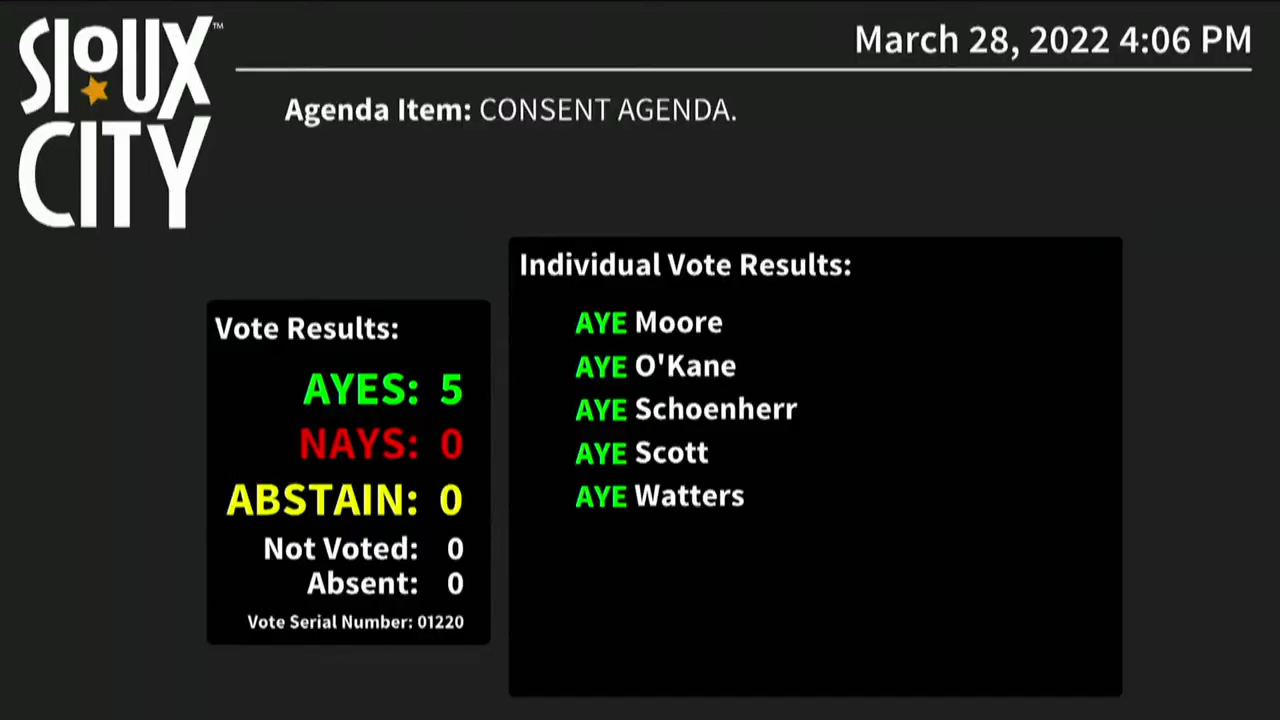 SIOUX™
CITY
March 28, 2022 4:06 PM
Agenda Item: CONSENT AGENDA.
Vote Results:
AYES: 5
NAYS: 0
ABSTAIN: 0
Not Voted: 0
Absent: 0
Vote Serial Number: 01220
Individual Vote Results:
AYE Moore
AYE O'Kane
AYE Schoenherr
AYE Scott
AYE Watters